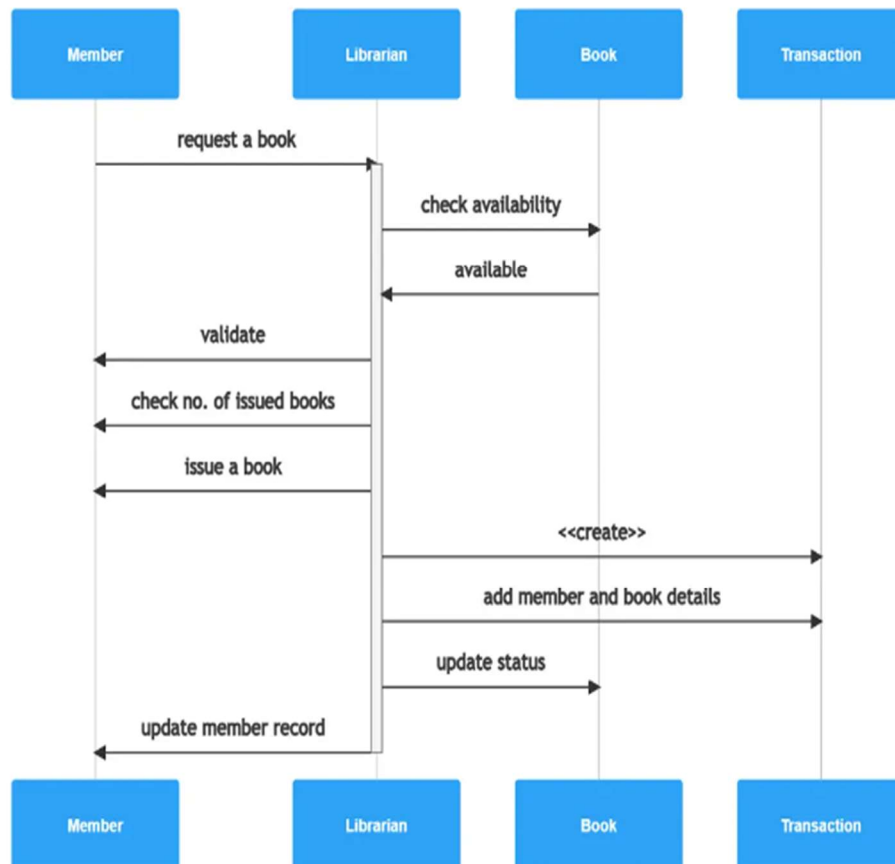 Member
Librarian
Book
Transaction
request a book
check availability
available
validate
check no. of issued books
issue a book
<<create>>
add member and book details
update status
update member record
Member
Librarian
Book
Transaction